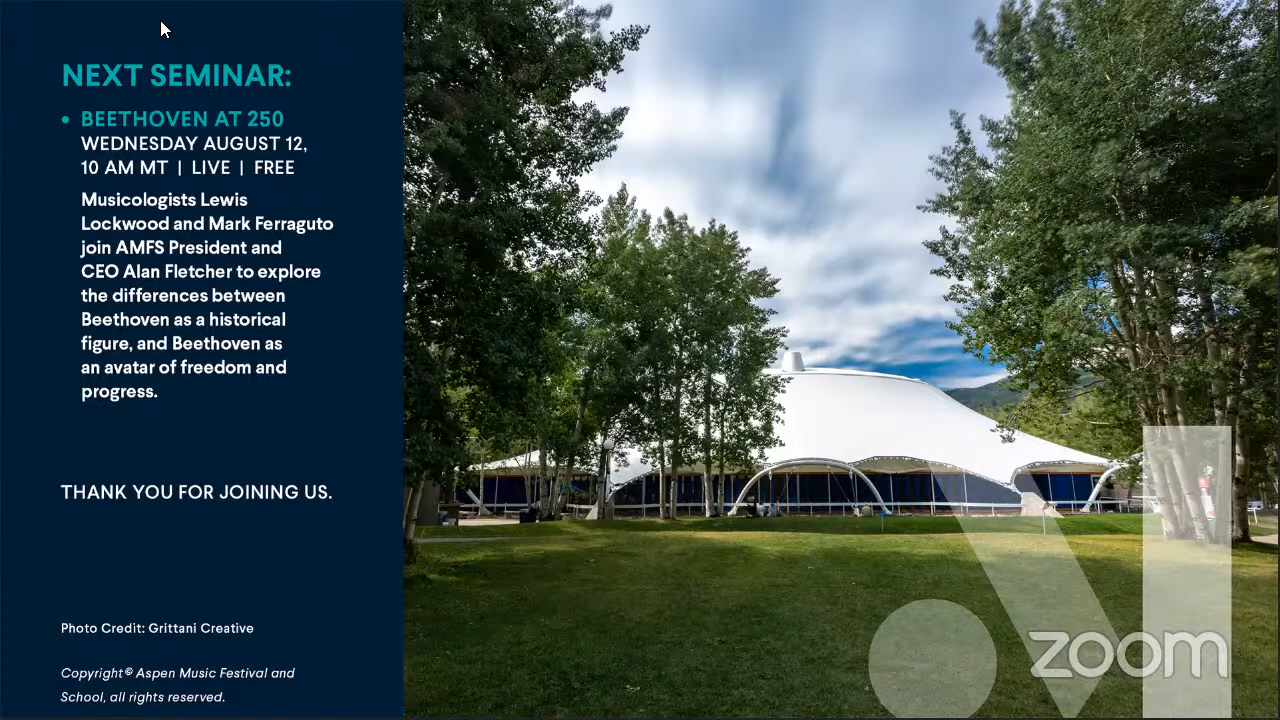 NEXT SEMINAR:
• BEETHOVEN AT 250
WEDNESDAY AUGUST 12,
10 AM MT | LIVE | FREE
Musicologists Lewis
Lockwood and Mark Ferraguto
join AMFS President and
CEO Alan Fletcher to explore
the differences between
Beethoven as a historical
figure, and Beethoven as
an avatar of freedom and
progress.
THANK YOU FOR JOINING US.
Photo Credit: Grittani Creative
Copyright© Aspen Music Festival and
School, all rights reserved.
zoom